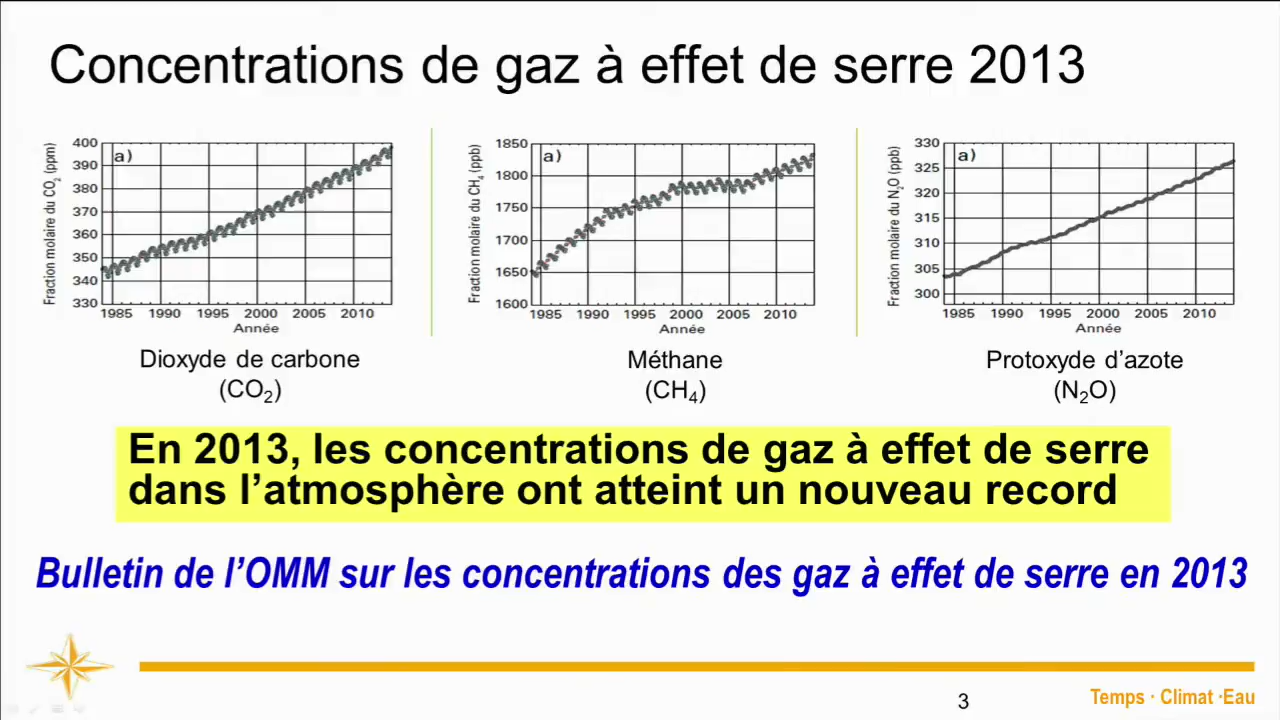 Concentrations de gaz à effet de serre 2013
Fraction molaire du CO2 (ppm)
400
390
380
370
360
350
340
330
a)
1985 1990 1995 2000 2005 2010
Année
Dioxyde de carbone
(CO2)
Fraction molaire du CH4 (ppb)
1850
1800
1750
1700
1650
1600
a)
1985 1990 1995 2000 2005 2010
Année
Méthane
(CH4)
Fraction molaire du N2O (ppb)
330
325
320
315
310
305
300
a)
1985 1990 1995 2000 2005 2010
Année
Protoxyde d’azote
(N2O)
En 2013, les concentrations de gaz à effet de serre
dans l’atmosphère ont atteint un nouveau record
Bulletin de l’OMM sur les concentrations des gaz à effet de serre en 2013
3
Temps · Climat ·Eau